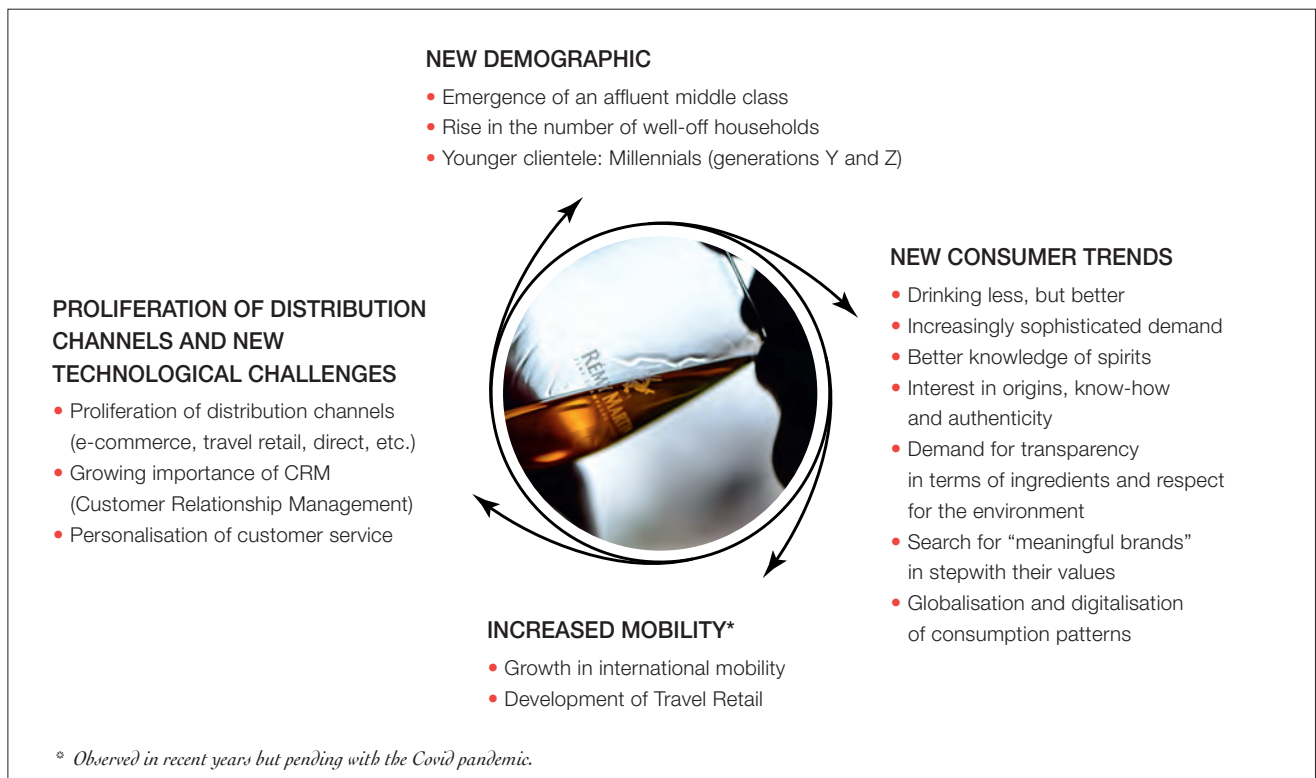 NEW DEMOGRAPHIC
• Emergence of an affluent middle class
• Rise in the number of well-off households
• Younger clientele: Millennials (generations Y and Z)
NEW CONSUMER TRENDS
• Drinking less, but better
• Increasingly sophisticated demand
• Better knowledge of spirits
• Interest in origins, know-how
and authenticity
• Demand for transparency
in terms of ingredients and respect
for the environment
• Search for “meaningful brands”
in stepwith their values
• Globalisation and digitalisation
of consumption patterns
INCREASED MOBILITY*
• Growth in international mobility
• Development of Travel Retail
PROLIFERATION OF DISTRIBUTION
CHANNELS AND NEW
TECHNOLOGICAL CHALLENGES
• Proliferation of distribution channels
(e-commerce, travel retail, direct, etc.)
• Growing importance of CRM
(Customer Relationship Management)
• Personalisation of customer service
RÉMY MARTI
* Observed in recent years but pending with the Covid pandemic.